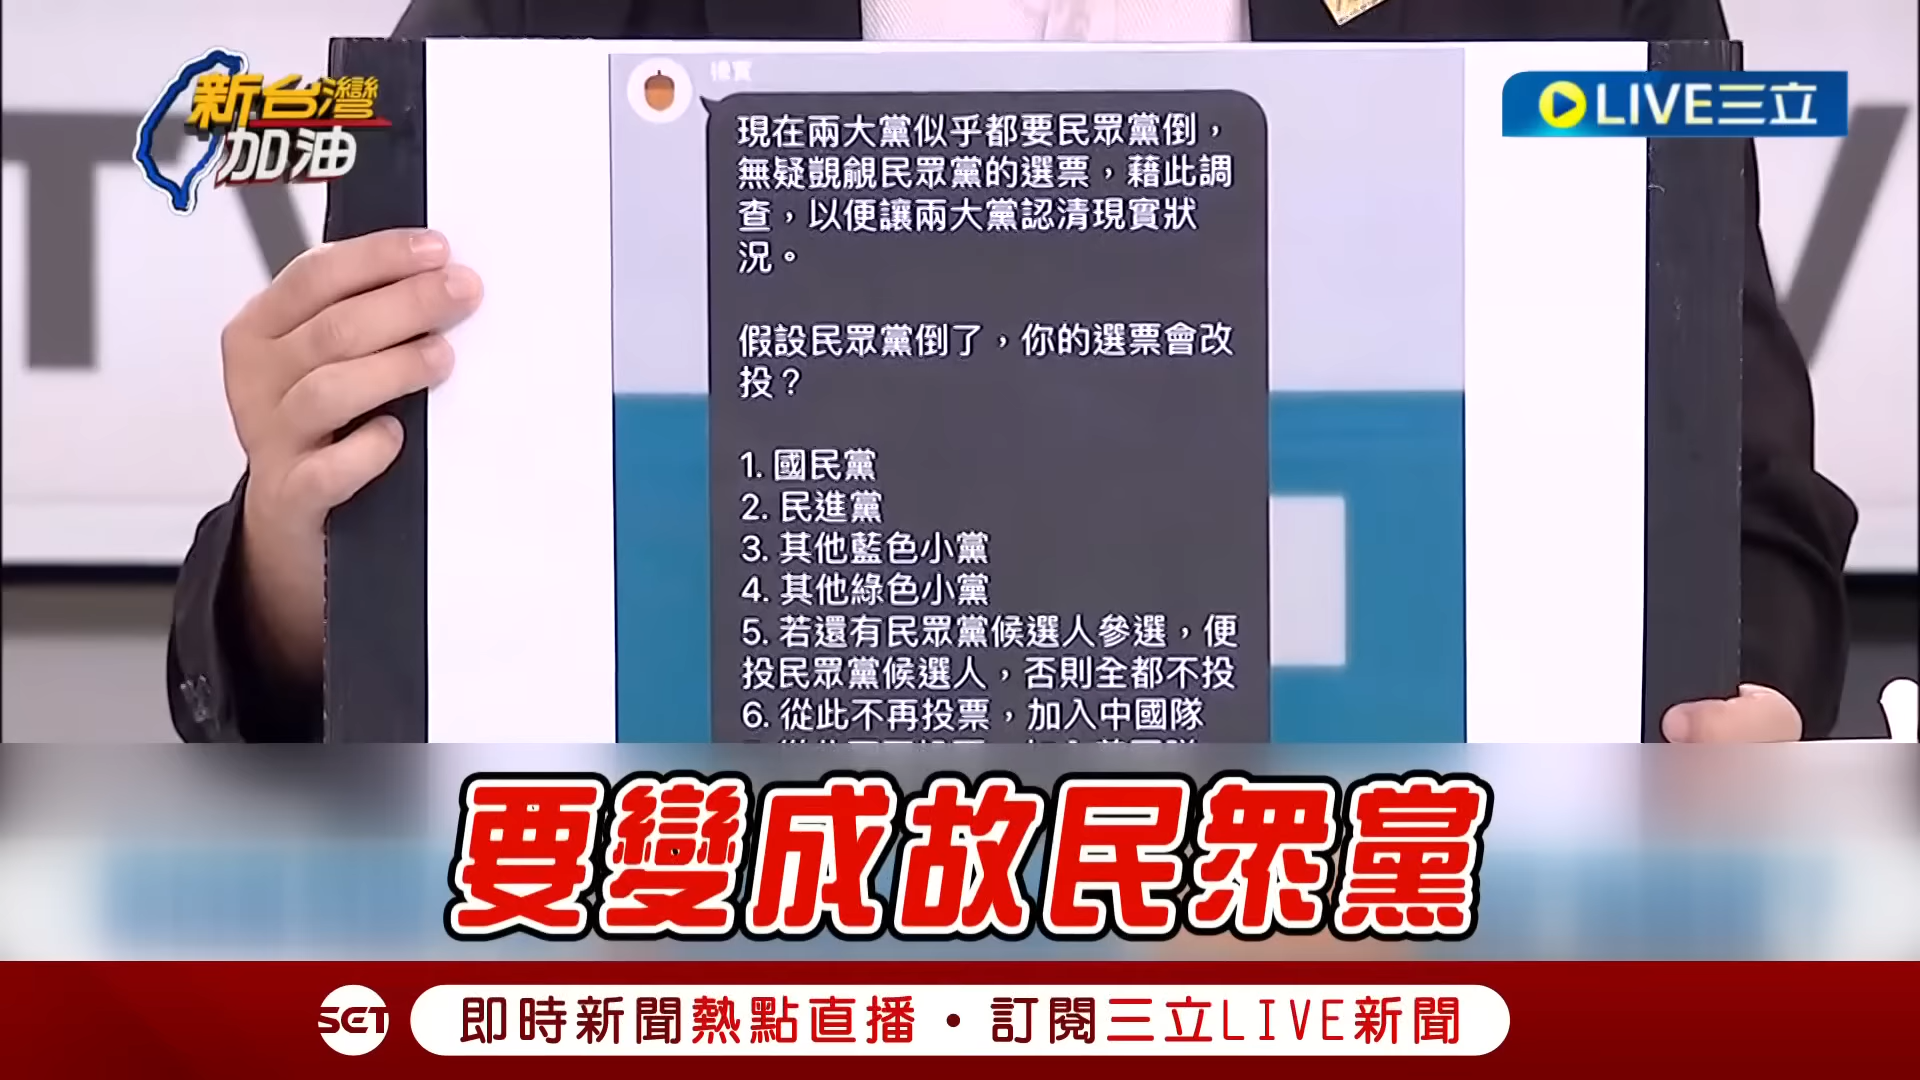 新台灣
加油
LIVE三立
橡實
現在兩大黨似乎都要民眾黨倒，
無疑覬覦民眾黨的選票，藉此調
查，以便讓兩大黨認清現實狀
況。
假設民眾黨倒了，你的選票會改
投？
1. 國民黨
2. 民進黨
3. 其他藍色小黨
4. 其他綠色小黨
5. 若還有民眾黨候選人參選，便
投民眾黨候選人，否則全都不投
6. 從此不再投票，加入中國隊
要變成故民眾黨
SET
即時新聞熱點直播・訂閱三立LIVE新聞